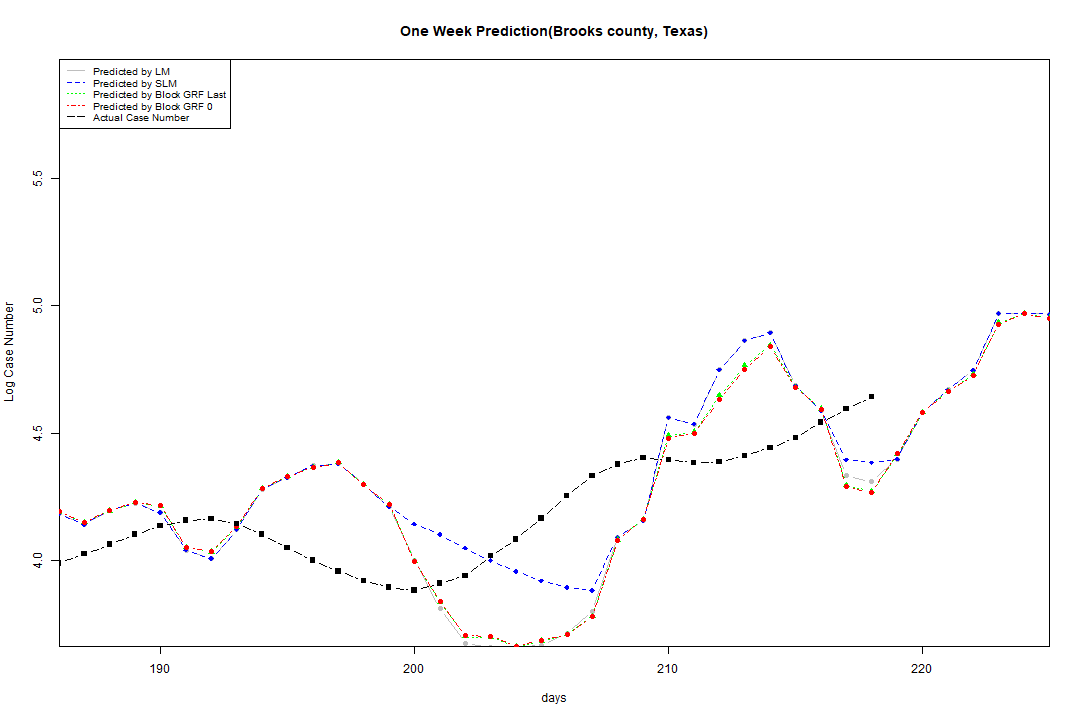 One Week Prediction(Brooks county, Texas)
Predicted by LM
Predicted by SLM
Predicted by Block GRF Last
Predicted by Block GRF 0
Actual Case Number
5.5
5.0
4.5
4.0
Log Case Number
190
200
210
220
days